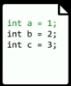 int a = 1;
int b = 2;
int c = 3;